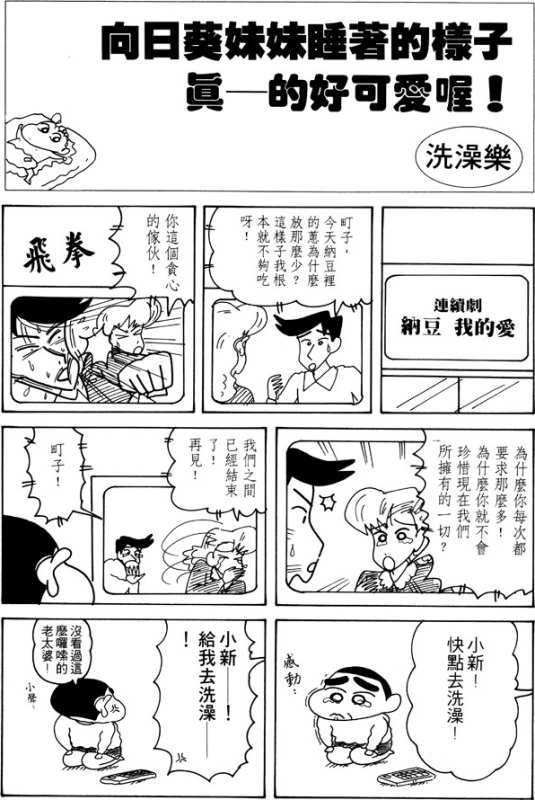 向日葵妹妹睡著的樣子
眞—的好可愛喔！
洗澡樂
連續劇
納豆 我的愛
町子，
今天納豆裡
的蔥為什麼
放那麼少？
這樣子我根
本就不夠吃
呀！
你這個貪心
的傢伙！
飛拳
為什麼你每次都
要求那麼多！
為什麼你就不會
珍惜現在我們
所擁有的一切？
我們之間
已經結束
了！
再見！
町子！
小新！
快點去洗澡！
感動…
小新——！
給我去洗澡——
！
沒看過這
麼囉嗦的
老太婆！
小聲…